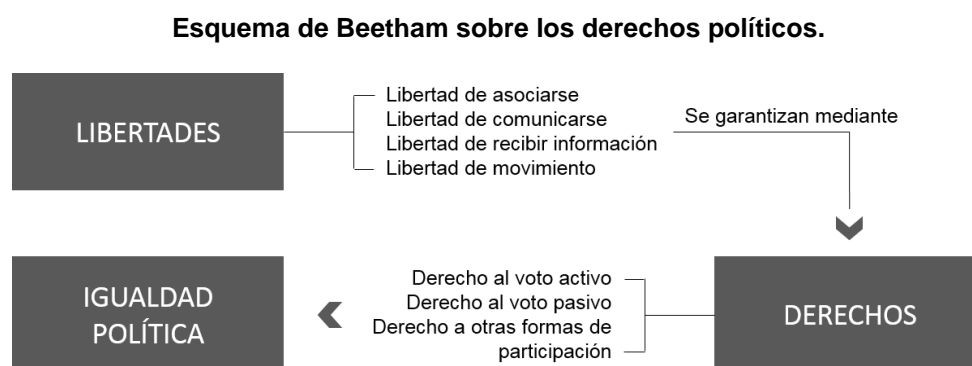 Esquema de Beetham sobre los derechos políticos.
LIBERTADES
Libertad de asociarse
Libertad de comunicarse
Libertad de recibir información
Libertad de movimiento
Se garantizan mediante
DERECHOS
Derecho al voto activo
Derecho al voto pasivo
Derecho a otras formas de
participación
IGUALDAD
POLÍTICA